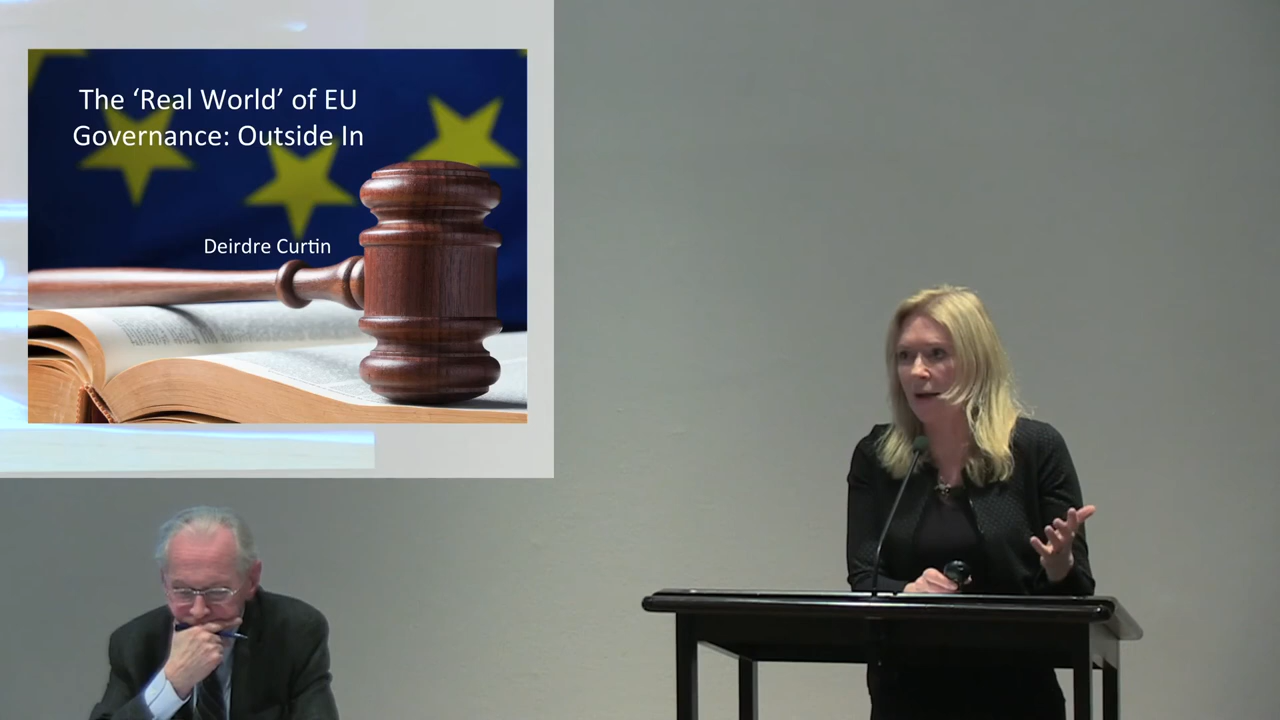 The ‘Real World’ of EU
Governance: Outside In
Deirdre Curtin